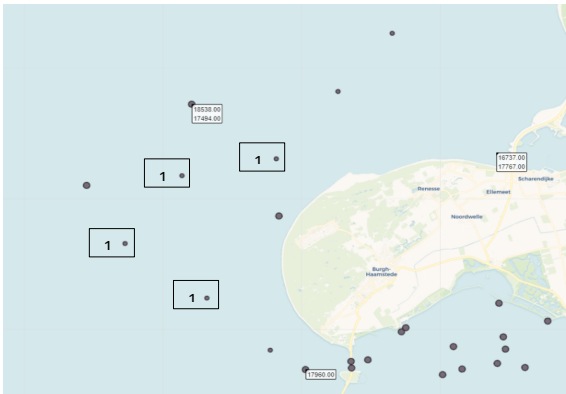 18538.00
17494.00
1
1
16737.00
17767.00
Scharendijke
Renesse
Ellemeet
Noordwelle
1
Burgh-
Haamstede
1
17960.00